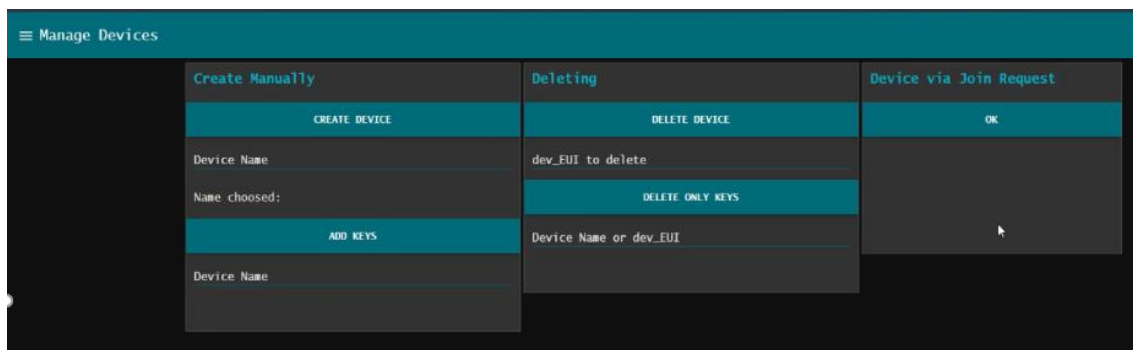 ≡ Manage Devices
Create Manually
CREATE DEVICE
Device Name
Name choosed:
ADD KEYS
Device Name
Deleting
DELETE DEVICE
dev_EUI to delete
DELETE ONLY KEYS
Device Name or dev_EUI
Device via Join Request
OK